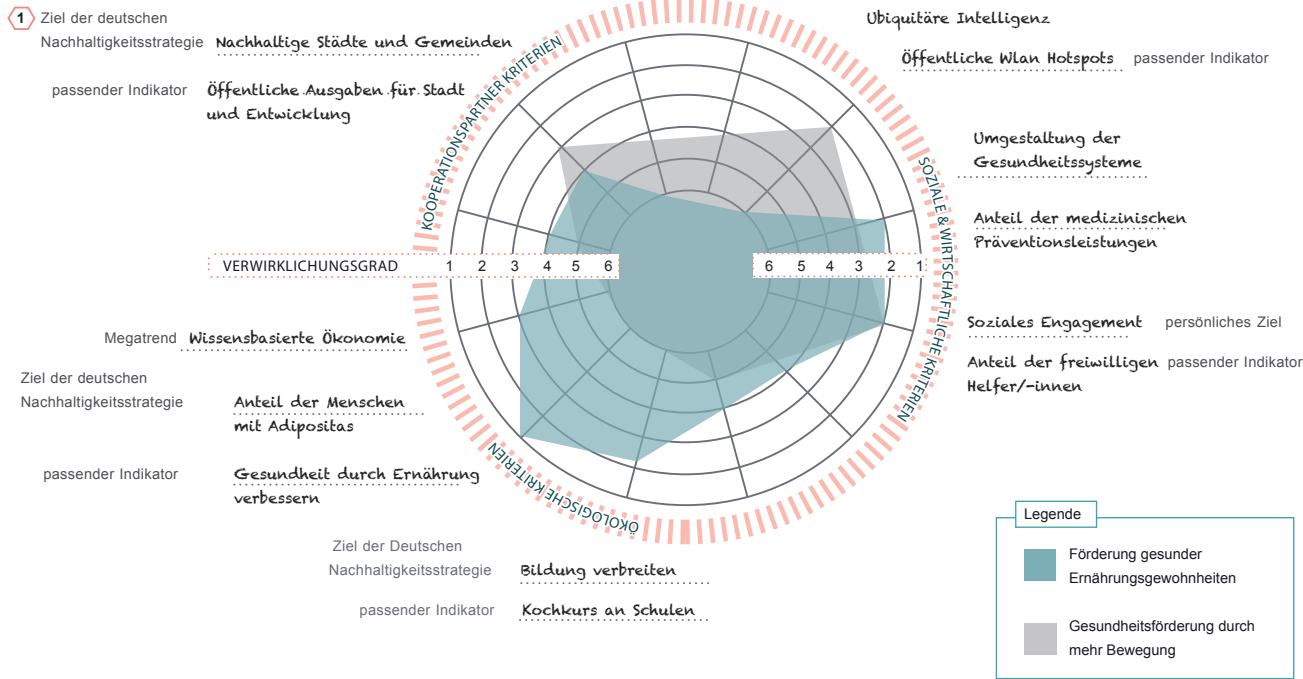 1 Ziel der deutschen
Nachhaltigkeitsstrategie Nachhaltige Städte und Gemeinden
passender Indikator Öffentliche Ausgaben für Stadt
und Entwicklung
Ubiquitäre Intelligenz
Öffentliche Wlan Hotspots passender Indikator
Umgestaltung der
Gesundheitssysteme
Anteil der medizinischen
Präventionsleistungen
KOOPERATIONSPARTNER KRITERIEN
SOZIALE & WIRTSCHAFTLICHE KRITERIEN
VERWIRKLICHUNGSGRAD 1 2 3 4 5 6 6 5 4 3 2 1
Soziales Engagement persönliches Ziel
Anteil der freiwilligen passender Indikator
Helfer/-innen
Megatrend Wissensbasierte Ökonomie
Ziel der deutschen
Nachhaltigkeitsstrategie Anteil der Menschen
mit Adipositas
passender Indikator Gesundheit durch Ernährung
verbessern
ÖKOLOGISCHE KRITERIEN
Ziel der Deutschen
Nachhaltigkeitsstrategie Bildung verbreiten
passender Indikator Kochkurs an Schulen
Legende
Förderung gesunder
Ernährungsgewohnheiten
Gesundheitsförderung durch
mehr Bewegung